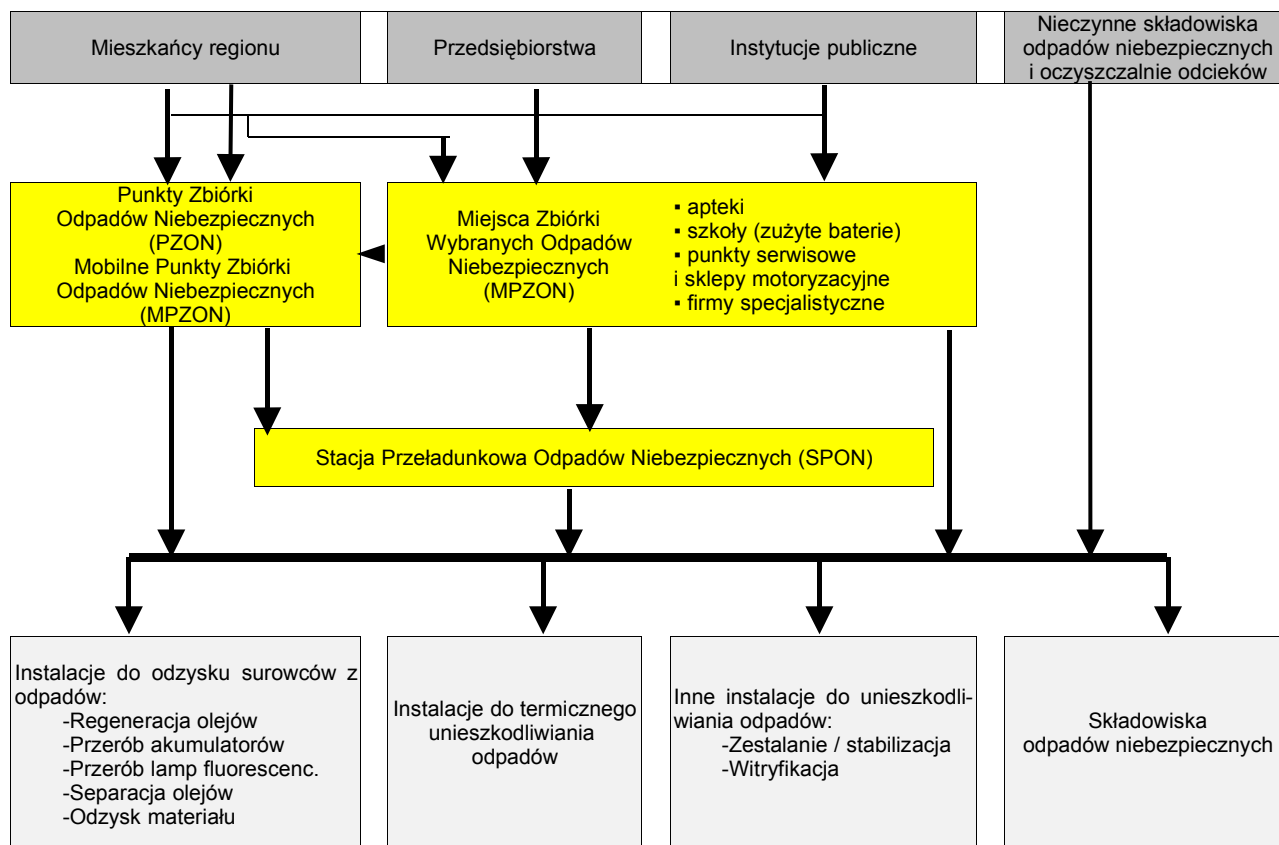 Mieszkańcy regionu
Przedsiębiorstwa
Instytucje publiczne
Nieczynne składowiska
odpadów niebezpiecznych
i oczyszczalnie odcieków
Punkty Zbiórki
Odpadów Niebezpiecznych
(PZON)
Mobilne Punkty Zbiórki
Odpadów Niebezpiecznych
(MPZON)
Miejsca Zbiórki
Wybranych Odpadów
Niebezpiecznych
(MPZON)
▪ apteki
▪ szkoły (zużyte baterie)
▪ punkty serwisowe
i sklepy motoryzacyjne
▪ firmy specjalistyczne
Stacja Przeładunkowa Odpadów Niebezpiecznych (SPON)
Instalacje do odzysku surowców z
odpadów:
-Regeneracja olejów
-Przerób akumulatorów
-Przerób lamp fluorescenc.
-Separacja olejów
-Odzysk materiału
Instalacje do termicznego
unieszkodliwiania
odpadów
Inne instalacje do unieszkodli-
wiania odpadów:
-Zestalanie / stabilizacja
-Witryfikacja
Składowiska
odpadów niebezpiecznych